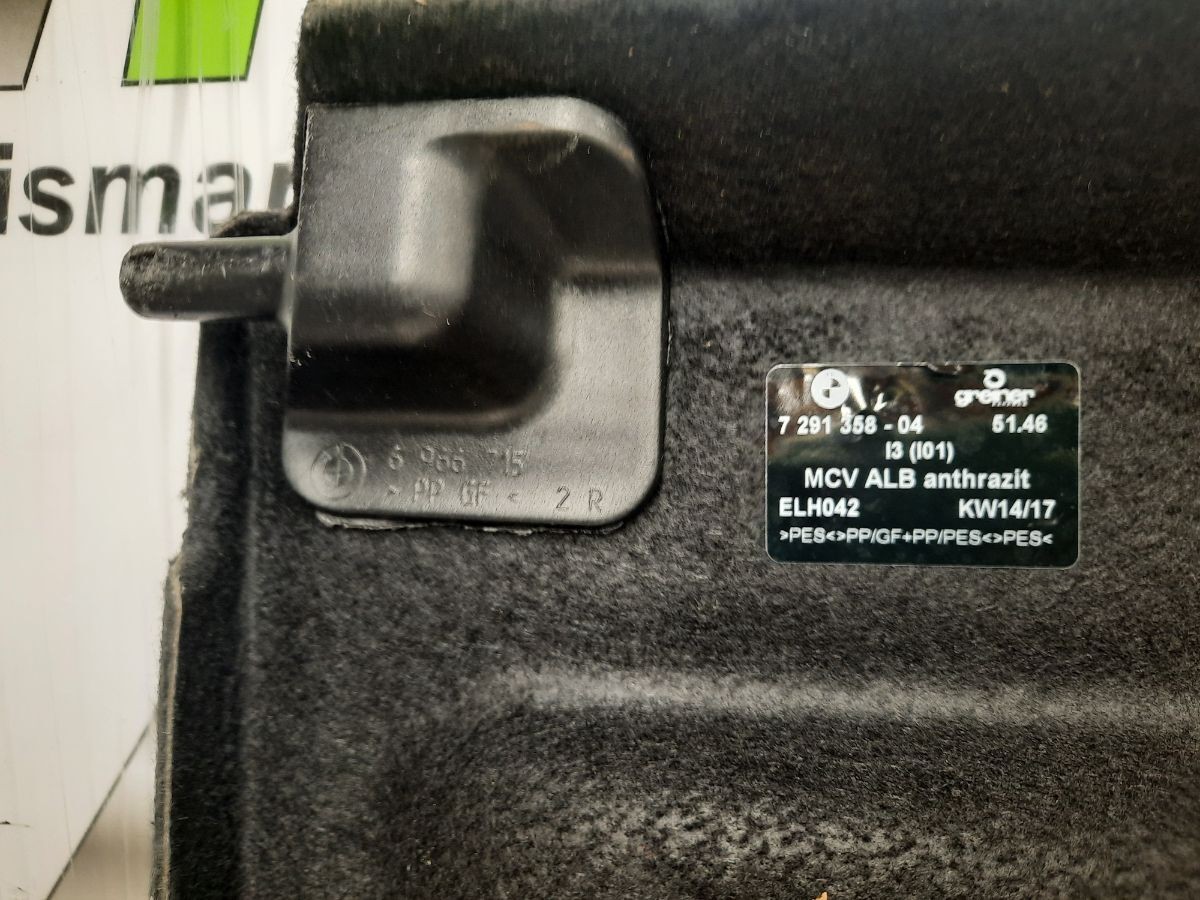 isma
6 966 715
> PP GF < 2 R
greiner
7 291 358 - 04 51.46
I3 (I01)
MCV ALB anthrazit
ELH042 KW14/17
>PES<>PP/GF+PP/PES<>PES<